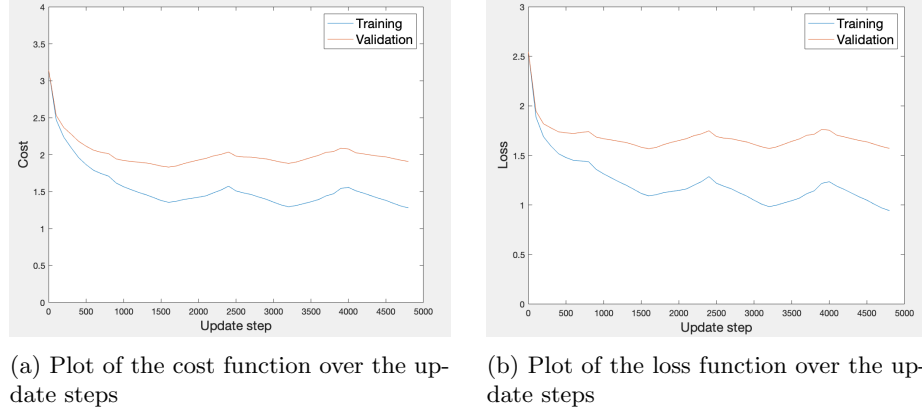 4
3.5
3
2.5
2
1.5
1
0.5
0
Cost
0 500 1000 1500 2000 2500 3000 3500 4000 4500 5000
Update step
Training
Validation
3
2.5
2
1.5
1
0.5
0
Loss
0 500 1000 1500 2000 2500 3000 3500 4000 4500 5000
Update step
Training
Validation
(a) Plot of the cost function over the up-
date steps
(b) Plot of the loss function over the up-
date steps